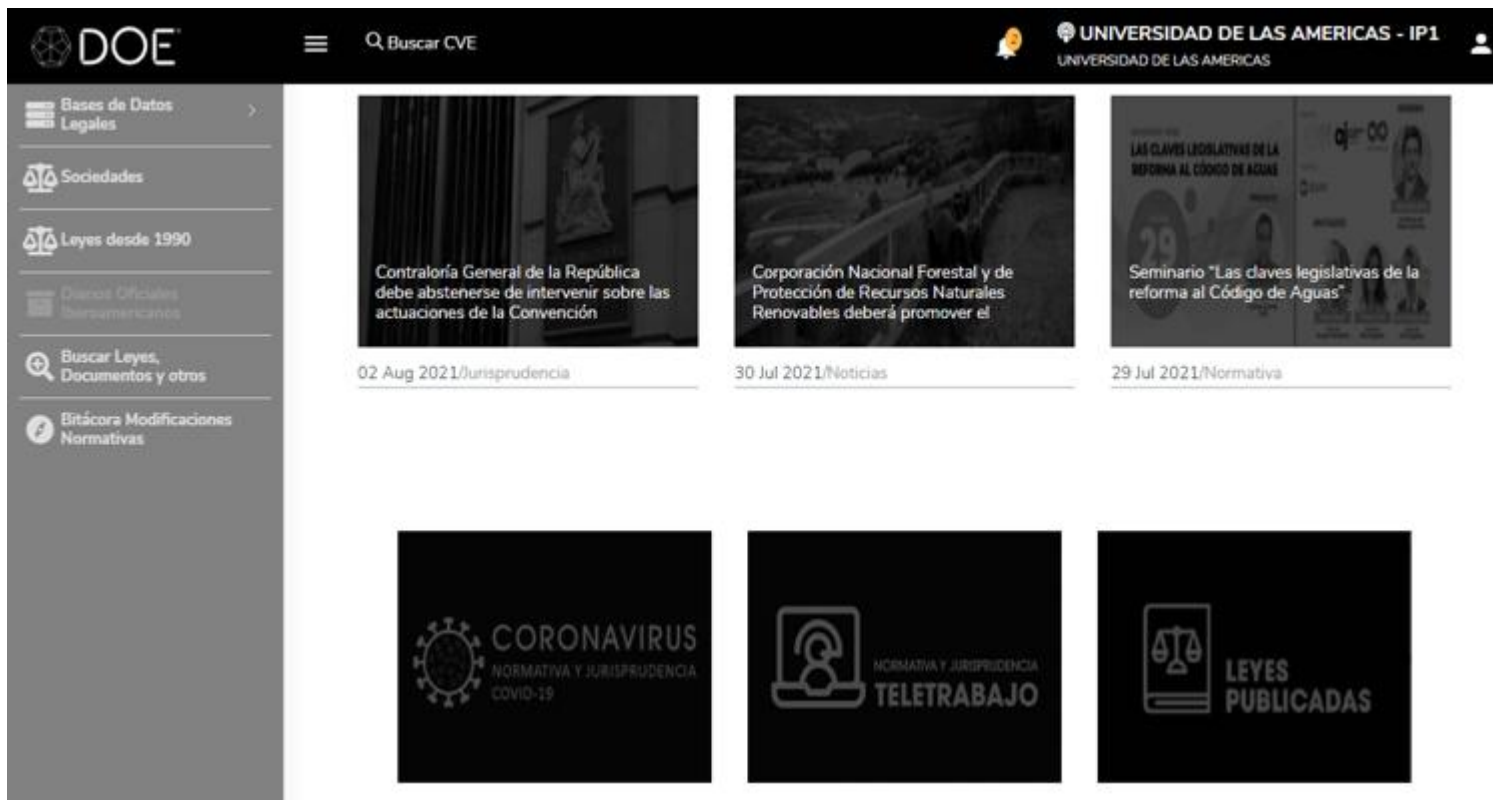 DOE
Buscar CVE
2
UNIVERSIDAD DE LAS AMERICAS - IP1
UNIVERSIDAD DE LAS AMERICAS
Bases de Datos
Legales
Sociedades
Leyes desde 1990
Diarios Oficiales
Iberoamericanos
Buscar Leyes,
Documentos y otros
Bitácora Modificaciones
Normativas
Contraloría General de la República
debe abstenerse de intervenir sobre las
actuaciones de la Convención
02 Aug 2021/Jurisprudencia
Corporación Nacional Forestal y de
Protección de Recursos Naturales
Renovables deberá promover el
30 Jul 2021/Noticias
LAS CLAVES LEGISLATIVAS DE LA
REFORMA AL CÓDIGO DE AGUAS
29
Seminario "Las claves legislativas de la
reforma al Código de Aguas"
29 Jul 2021/Normativa
CORONAVIRUS
NORMATIVA Y JURISPRUDENCIA
COVID-19
NORMATIVA Y JURISPRUDENCIA
TELETRABAJO
LEYES
PUBLICADAS